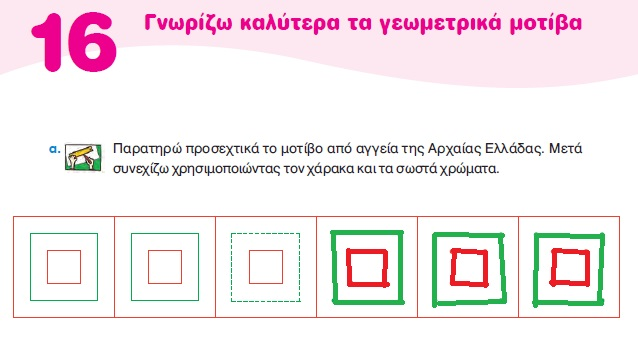 16
Γνωρίζω καλύτερα τα γεωμετρικά μοτίβα
α. Παρατηρώ προσεχτικά το μοτίβο από αγγεία της Αρχαίας Ελλάδας. Μετά
συνεχίζω χρησιμοποιώντας τον χάρακα και τα σωστά χρώματα.